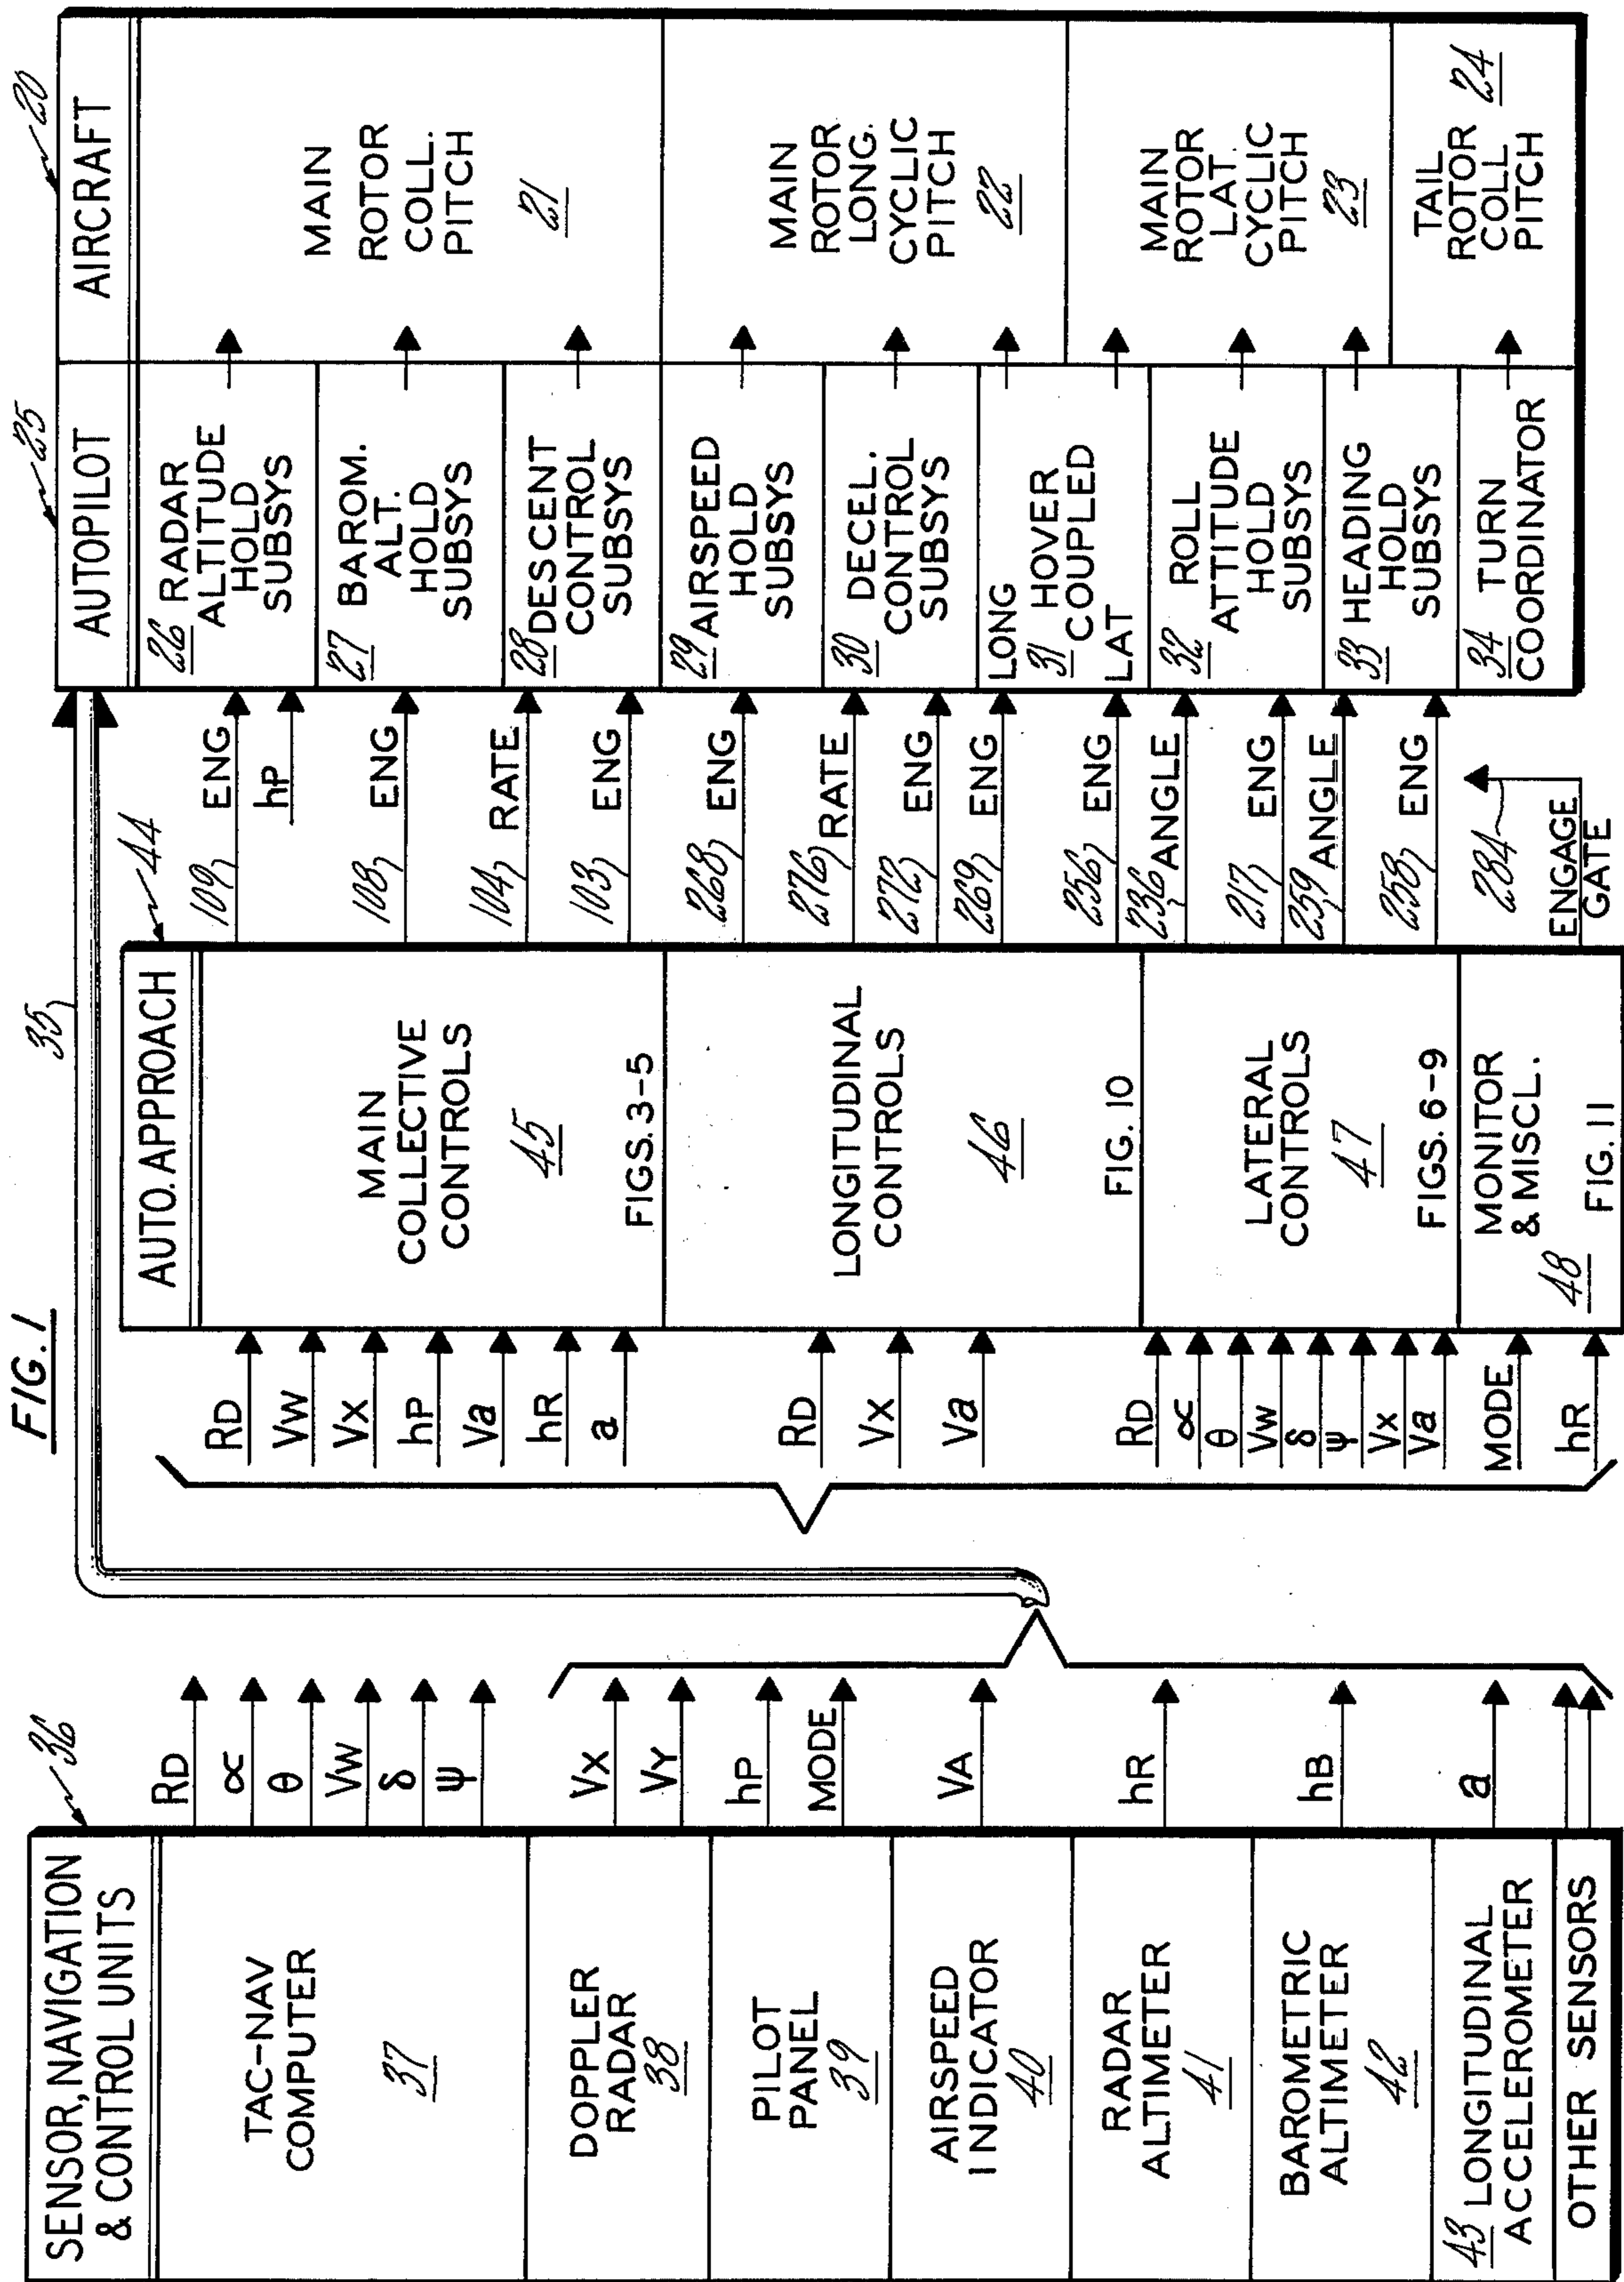 FIG. 1
36
SENSOR, NAVIGATION
& CONTROL UNITS
TAC-NAV
COMPUTER
37
DOPPLER
RADAR
38
PILOT
PANEL
39
AIRSPEED
INDICATOR
40
RADAR
ALTIMETER
41
BAROMETRIC
ALTIMETER
42
43 LONGITUDINAL
ACCELEROMETER
OTHER SENSORS
RD
∝
θ
VW
δ
ψ
VX
VY
hP
MODE
VA
hR
hB
a
35
44
AUTO. APPROACH
RD
VW
VX
hP
Va
hR
a
MAIN
COLLECTIVE
CONTROLS
45
FIGS. 3-5
RD
VX
Va
LONGITUDINAL
CONTROLS
46
FIG. 10
RD
∝
θ
VW
δ
ψ
VX
Va
LATERAL
CONTROLS
47
FIGS. 6-9
MODE
hR
MONITOR
& MISCL.
48
FIG. 11
109 ENG
hP
108 ENG
104 RATE
103 ENG
268 ENG
276 RATE
272 ENG
269 ENG
256 ENG
236 ANGLE
217 ENG
259 ANGLE
258 ENG
284
ENGAGE
GATE
25
AUTOPILOT
26 RADAR
ALTITUDE
HOLD
SUBSYS
27 BAROM.
ALT.
HOLD
SUBSYS
28 DESCENT
CONTROL
SUBSYS
29 AIRSPEED
HOLD
SUBSYS
30 DECEL.
CONTROL
SUBSYS
LONG
31 HOVER
COUPLED
LAT
32 ROLL
ATTITUDE
HOLD
SUBSYS
33 HEADING
HOLD
SUBSYS
34 TURN
COORDINATOR
20
AIRCRAFT
MAIN
ROTOR
COLL.
PITCH
21
MAIN
ROTOR
LONG.
CYCLIC
PITCH
22
MAIN
ROTOR
LAT
CYCLIC
PITCH
23
TAIL
ROTOR
COLL
PITCH
24